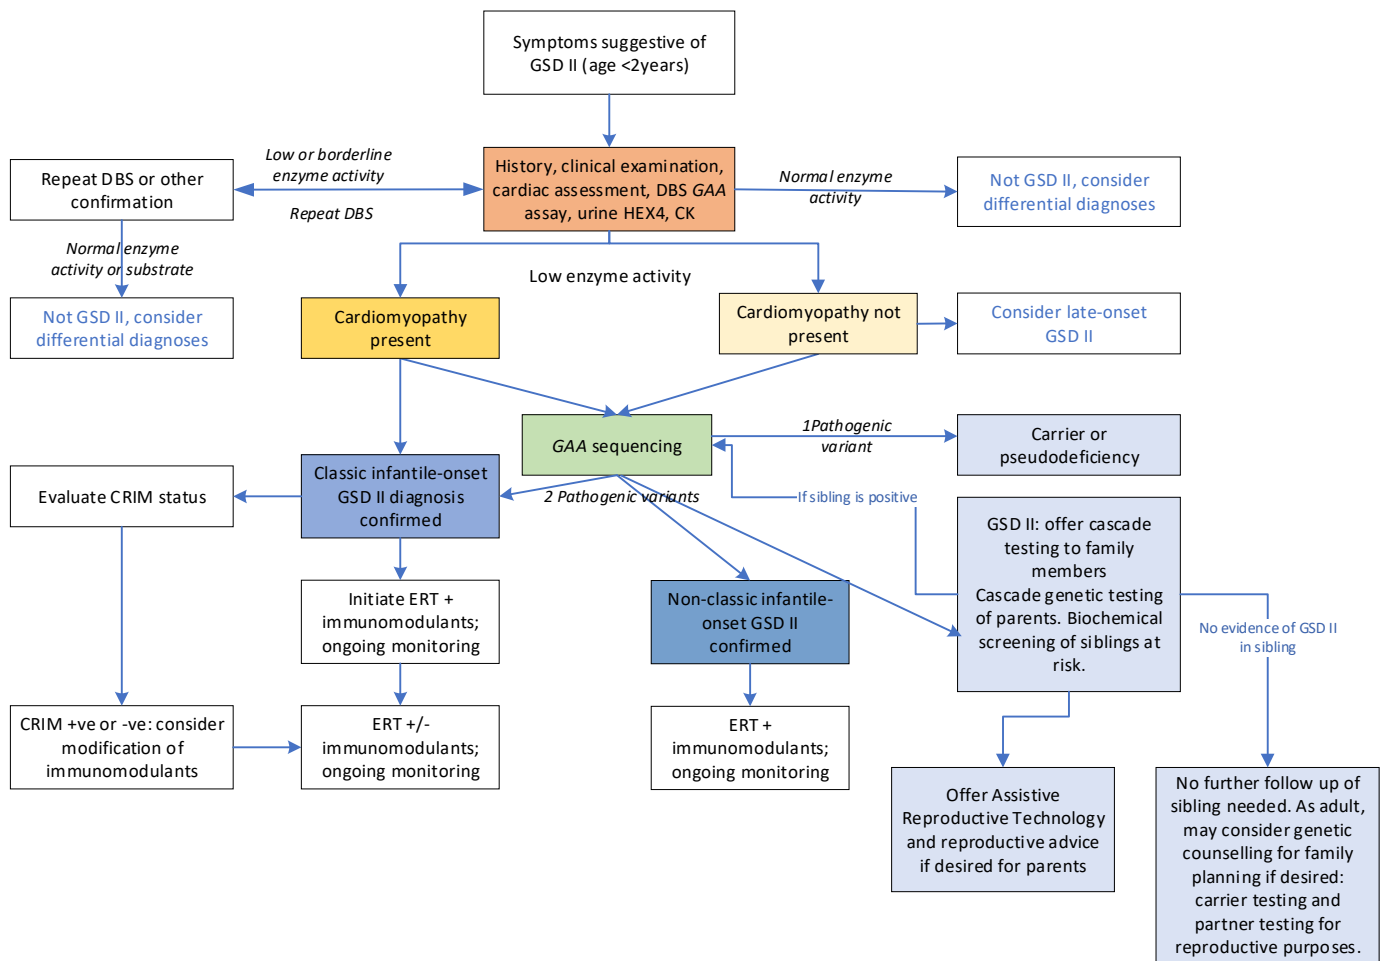 Symptoms suggestive of
GSD II (age <2years)
Low or borderline
enzyme activity
Repeat DBS
Repeat DBS or other
confirmation
History, clinical examination,
cardiac assessment, DBS GAA
assay, urine HEX4, CK
Normal enzyme
activity
Not GSD II, consider
differential diagnoses
Normal enzyme
activity or substrate
Not GSD II, consider
differential diagnoses
Low enzyme activity
Cardiomyopathy
present
Cardiomyopathy not
present
Consider late-onset
GSD II
GAA sequencing
1Pathogenic
variant
Carrier or
pseudodeficiency
Evaluate CRIM status
Classic infantile-onset
GSD II diagnosis
confirmed
2 Pathogenic variants
If sibling is positive
GSD II: offer cascade
testing to family
members
Cascade genetic testing
of parents. Biochemical
screening of siblings at
risk.
Initiate ERT +
immunomodulants;
ongoing monitoring
Non-classic infantile-
onset GSD II
confirmed
No evidence of GSD II
in sibling
CRIM +ve or -ve: consider
modification of
immunomodulants
ERT +/-
immunomodulants;
ongoing monitoring
ERT +
immunomodulants;
ongoing monitoring
Offer Assistive
Reproductive Technology
and reproductive advice
if desired for parents
No further follow up of
sibling needed. As adult,
may consider genetic
counselling for family
planning if desired:
carrier testing and
partner testing for
reproductive purposes.